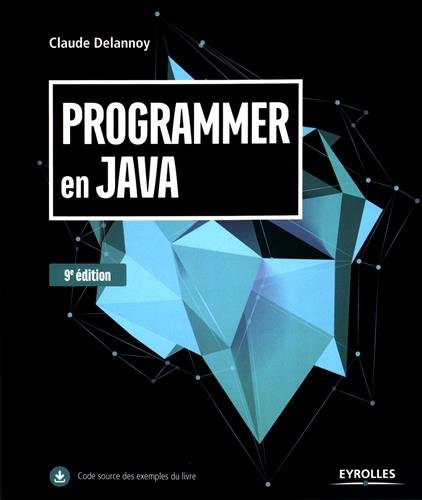 Claude Delannoy
PROGRAMMER
en JAVA
9e édition
Code source des exemples du livre
EYROLLES